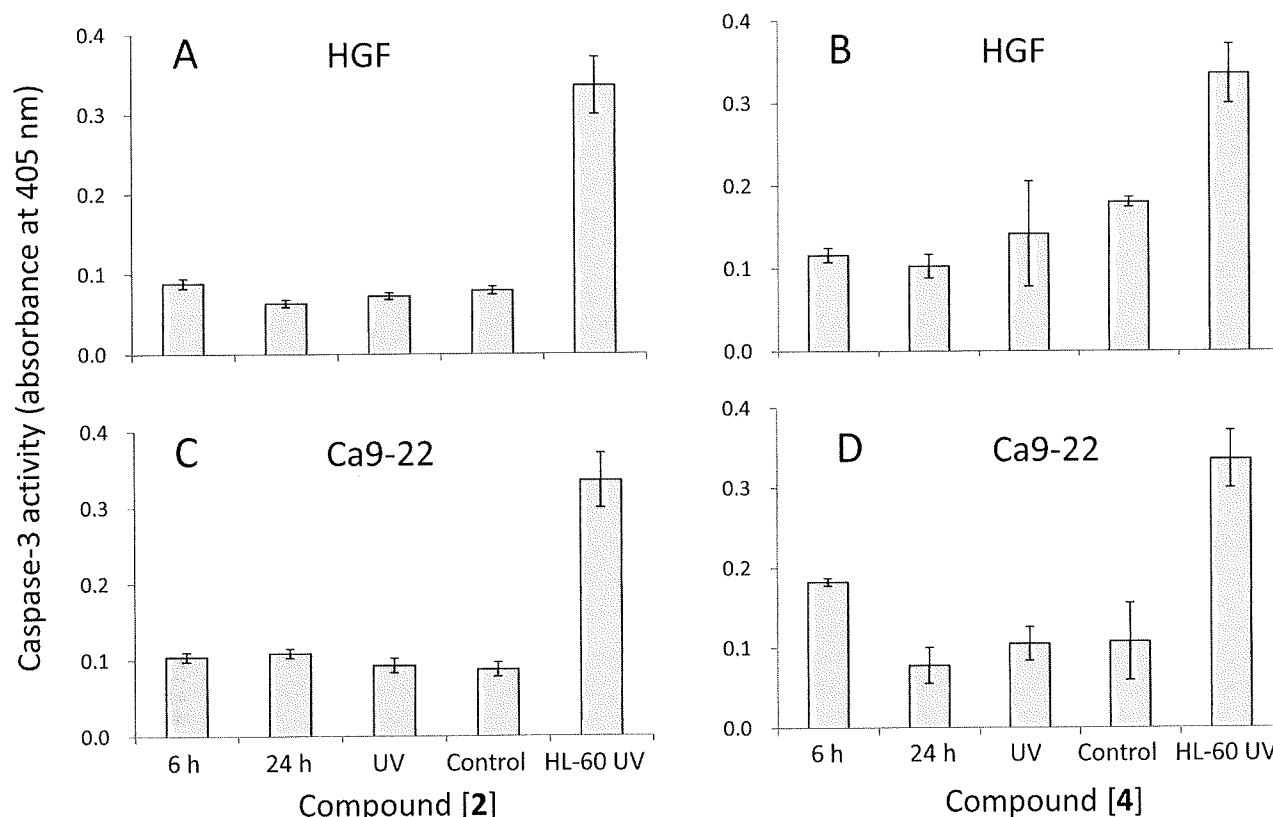 Caspase-3 activity (absorbance at 405 nm)
A HGF
0.4
0.3
0.2
0.1
0.0
B HGF
0.4
0.3
0.2
0.1
0.0
C Ca9-22
0.4
0.3
0.2
0.1
0.0
6 h 24 h UV Control HL-60 UV
Compound [2]
D Ca9-22
0.4
0.3
0.2
0.1
0.0
6 h 24 h UV Control HL-60 UV
Compound [4]